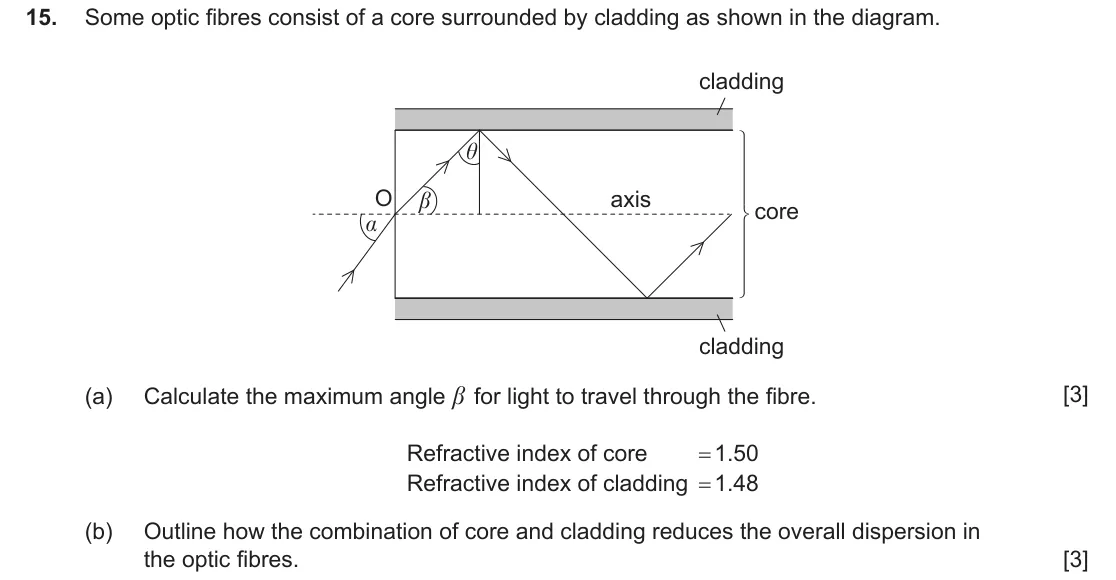 15. Some optic fibres consist of a core surrounded by cladding as shown in the diagram.
cladding
θ
O
β
axis
core
α
cladding
(a) Calculate the maximum angle β for light to travel through the fibre. [3]
Refractive index of core = 1.50
Refractive index of cladding = 1.48
(b) Outline how the combination of core and cladding reduces the overall dispersion in
the optic fibres. [3]